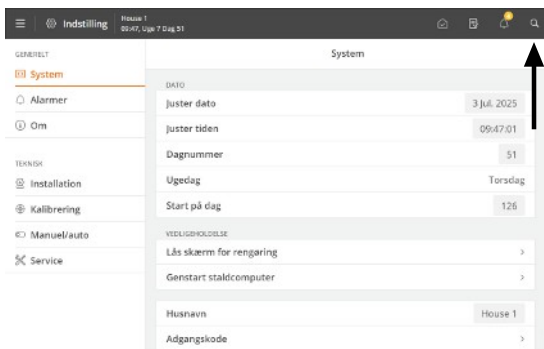 Indstilling
House 1
09:47, Uge 7 Dag 51
GENERELT
System
Alarmer
Om
TEKNISK
Installation
Kalibrering
Manuel/auto
Service
System
DATO
Juster dato 3 Jul. 2025
Juster tiden 09:47:01
Dagnummer 51
Ugedag Torsdag
Start på dag 126
VEDLIGEHOLDELSE
Lås skærm for rengøring
Genstart staldcomputer
Husnavn House 1
Adgangskode